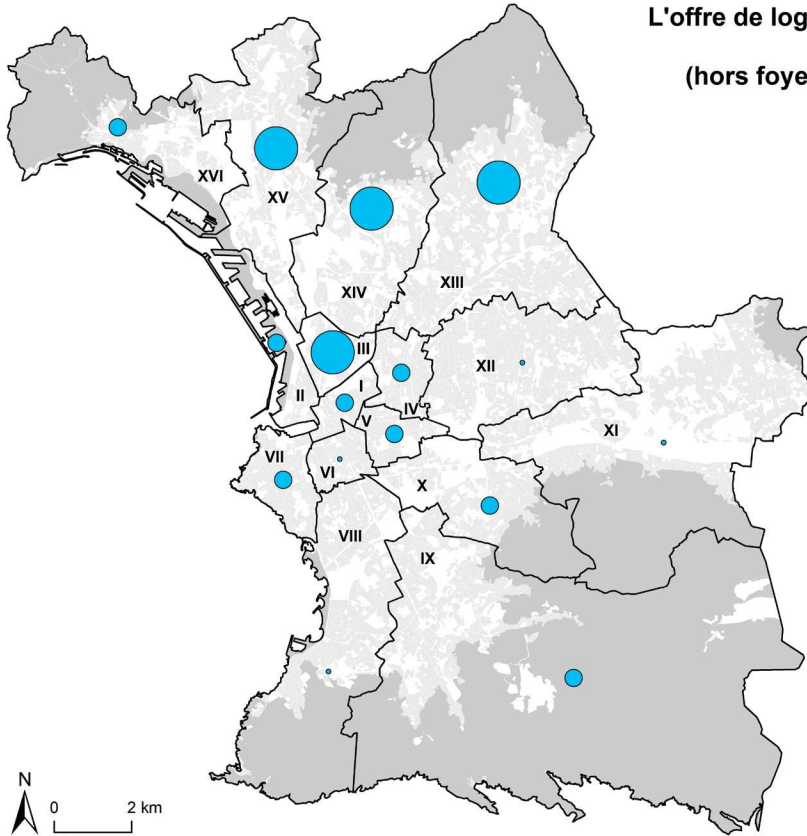 L'offre de log
(hors foye
XVI
XV
XIV
XIII
III
XII
I
II
IV
V
XI
VII
VI
X
VIII
IX
N
0 2 km